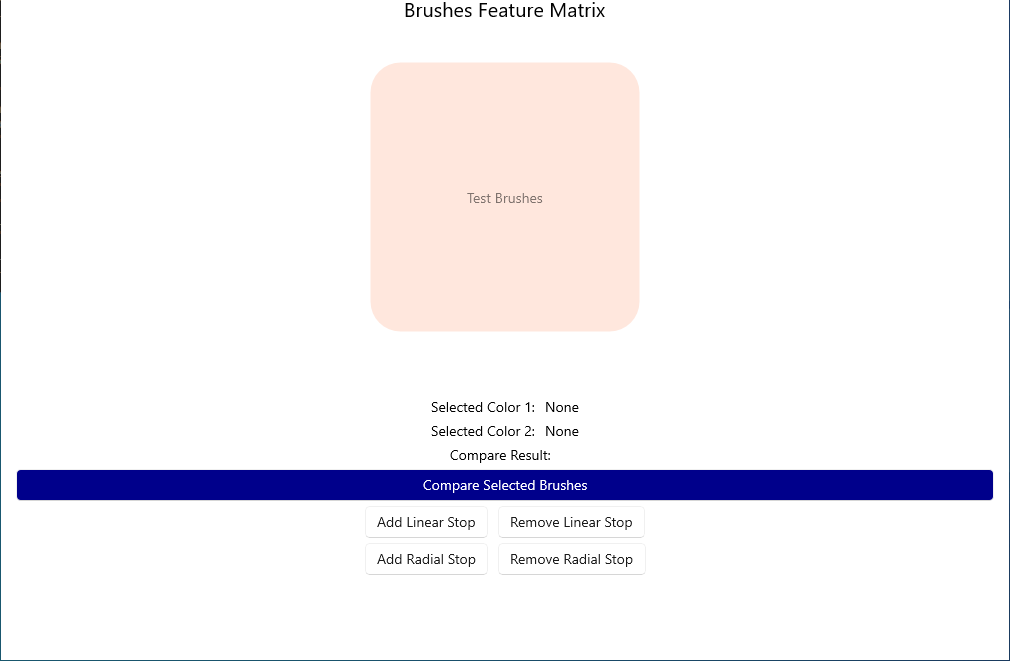 Brushes Feature Matrix
Test Brushes
Selected Color 1: None
Selected Color 2: None
Compare Result:
Compare Selected Brushes
Add Linear Stop Remove Linear Stop
Add Radial Stop Remove Radial Stop